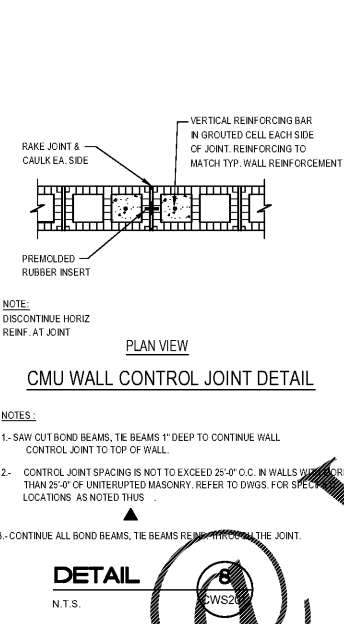 VERTICAL REINFORCING BAR
IN GROUTED CELL EACH SIDE
OF JOINT. REINFORCING TO
MATCH TYP. WALL REINFORCEMENT
RAKE JOINT &
CAULK EA. SIDE
PREMOLDED
RUBBER INSERT
NOTE:
DISCONTINUE HORIZ
REINF. AT JOINT
PLAN VIEW
CMU WALL CONTROL JOINT DETAIL
NOTES :
1.- SAW CUT BOND BEAMS, TIE BEAMS 1" DEEP TO CONTINUE WALL
CONTROL JOINT TO TOP OF WALL.
2.- CONTROL JOINT SPACING IS NOT TO EXCEED 25'-0" O.C. IN WALLS WITH
THAN 25'-0" OF UNITERUPTED MASONRY. REFER TO DWGS. FOR
LOCATIONS AS NOTED THUS .
3.- CONTINUE ALL BOND BEAMS, TIE BEAMS REINF. THROUGH THE JOINT.
DETAIL
8
N.T.S.